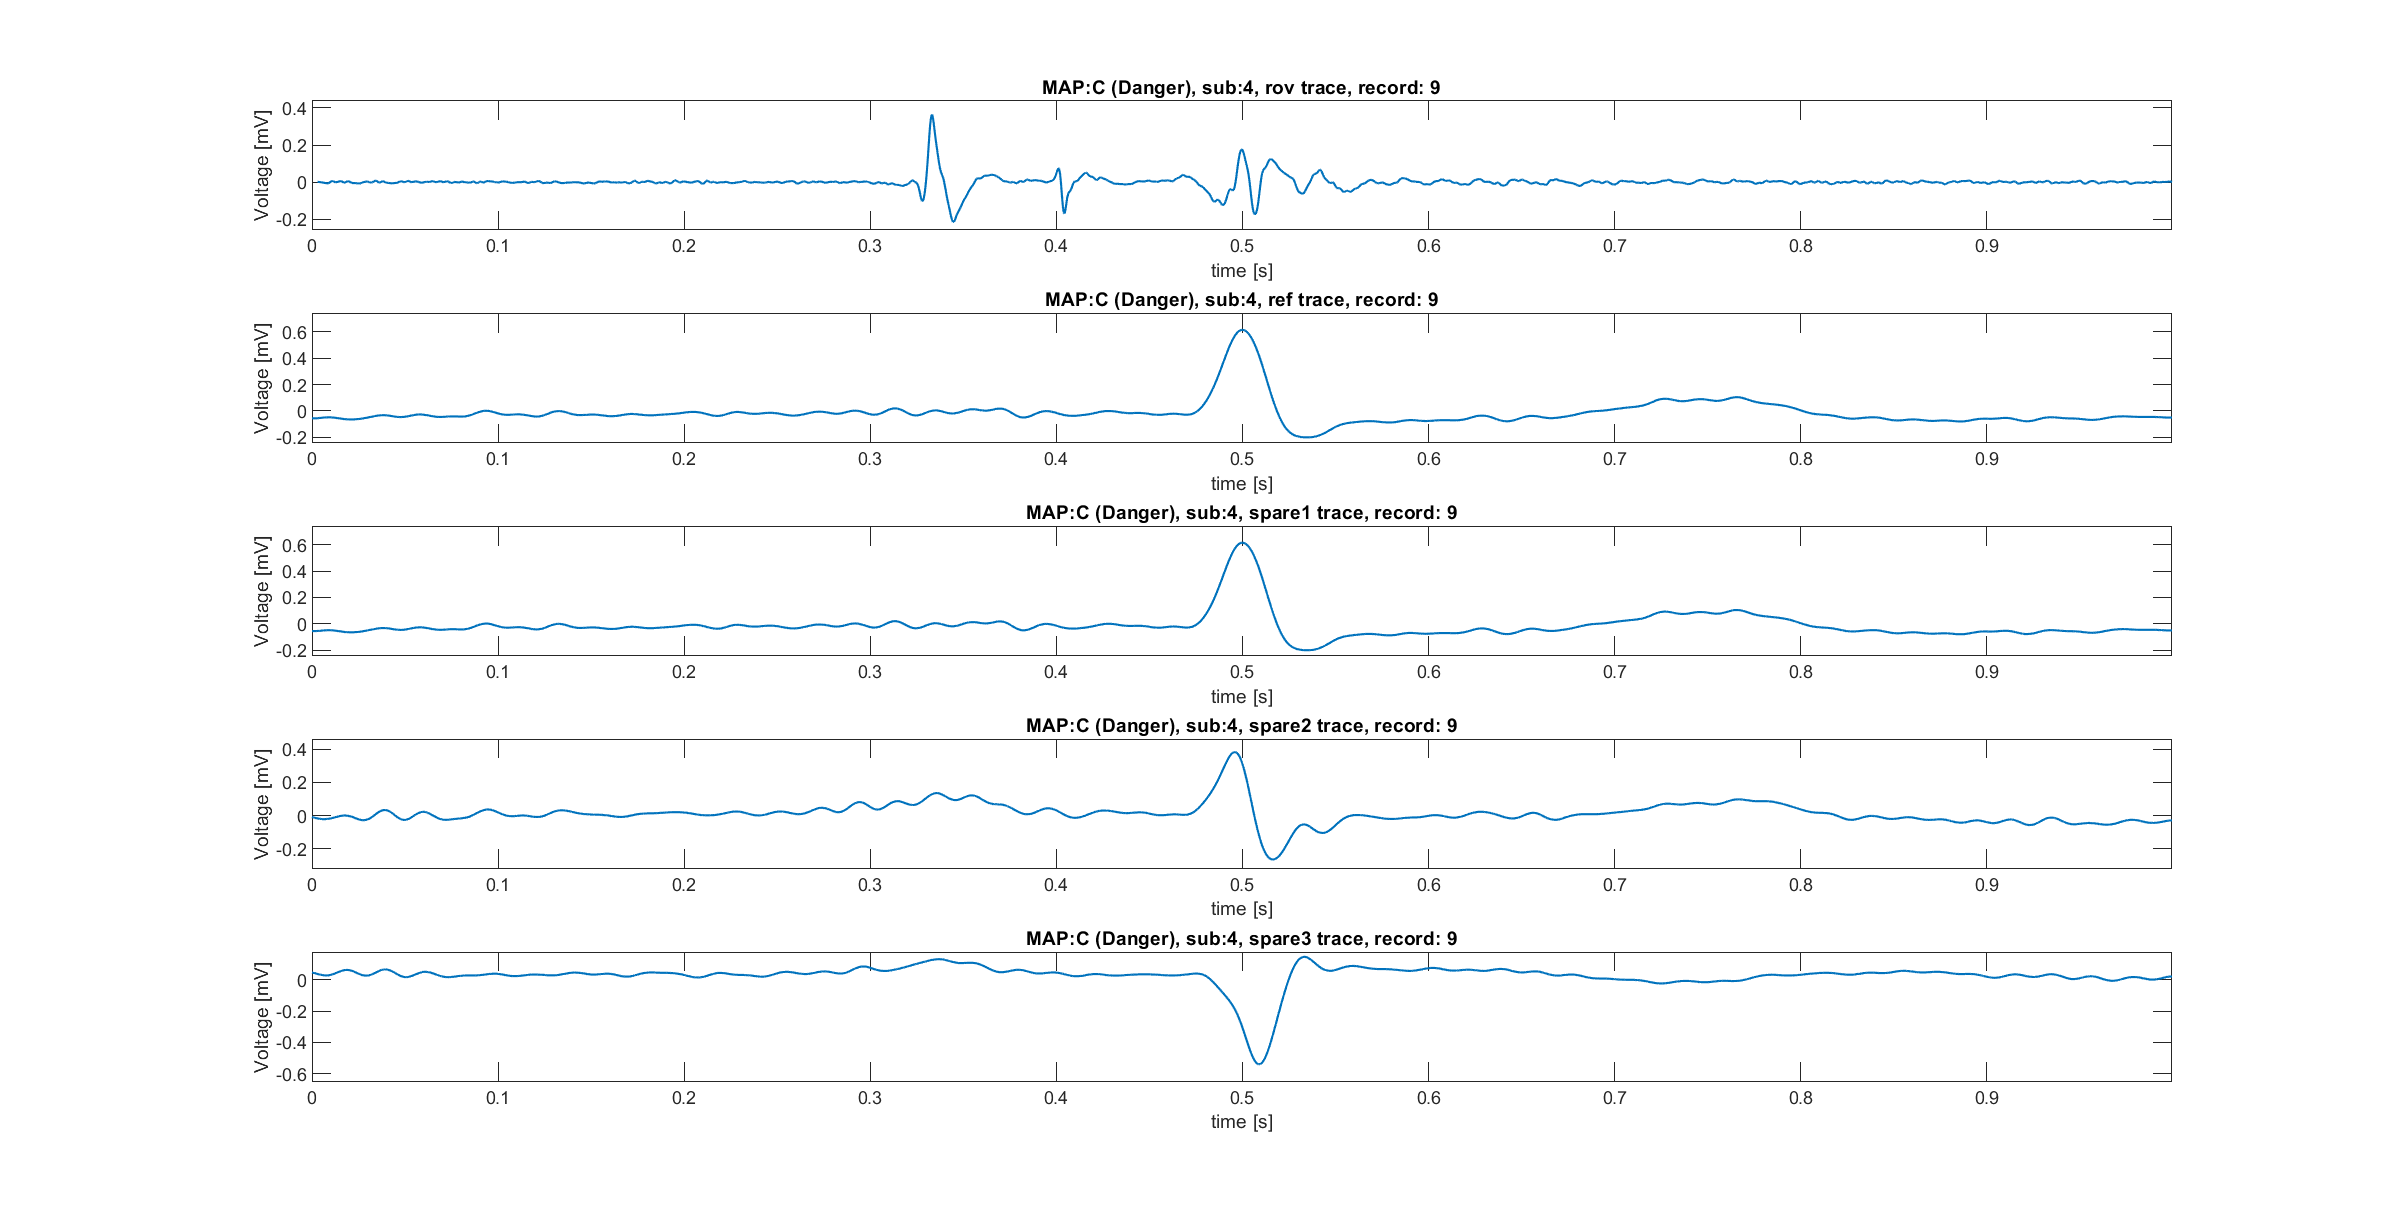 MAP:C (Danger), sub:4, rov trace, record: 9
Voltage [mV]
0.4
0.2
0
-0.2
0 0.1 0.2 0.3 0.4 0.5 0.6 0.7 0.8 0.9
time [s]
MAP:C (Danger), sub:4, ref trace, record: 9
Voltage [mV]
0.6
0.4
0.2
0
-0.2
0 0.1 0.2 0.3 0.4 0.5 0.6 0.7 0.8 0.9
time [s]
MAP:C (Danger), sub:4, spare1 trace, record: 9
Voltage [mV]
0.6
0.4
0.2
0
-0.2
0 0.1 0.2 0.3 0.4 0.5 0.6 0.7 0.8 0.9
time [s]
MAP:C (Danger), sub:4, spare2 trace, record: 9
Voltage [mV]
0.4
0.2
0
-0.2
0 0.1 0.2 0.3 0.4 0.5 0.6 0.7 0.8 0.9
time [s]
MAP:C (Danger), sub:4, spare3 trace, record: 9
Voltage [mV]
0
-0.2
-0.4
-0.6
0 0.1 0.2 0.3 0.4 0.5 0.6 0.7 0.8 0.9
time [s]